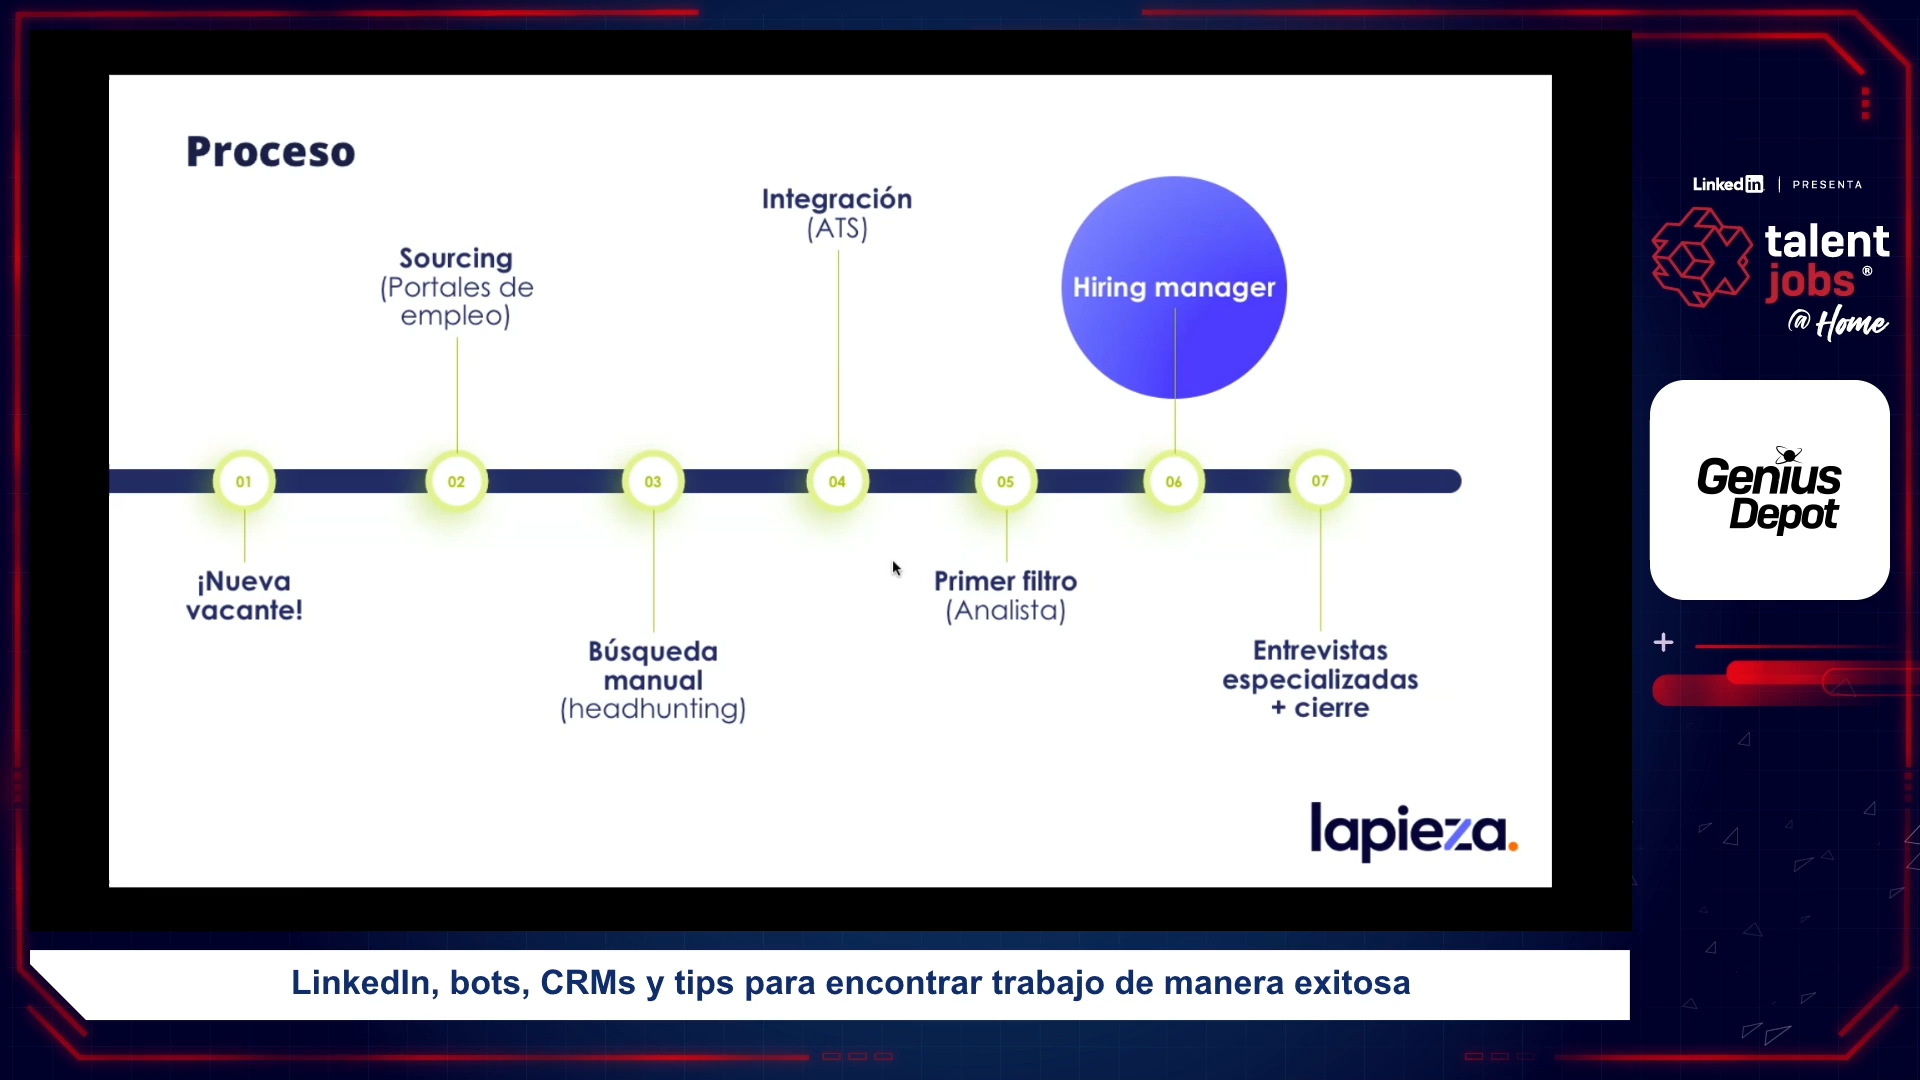 Proceso
Integración
(ATS)
Sourcing
(Portales de
empleo)
Hiring manager
01
02
03
04
05
06
07
¡Nueva
vacante!
Búsqueda
manual
(headhunting)
Primer filtro
(Analista)
Entrevistas
especializadas
+ cierre
lapieza.
LinkedIn | PRESENTA
talent
jobs®
@Home
Genius
Depot
LinkedIn, bots, CRMs y tips para encontrar trabajo de manera exitosa